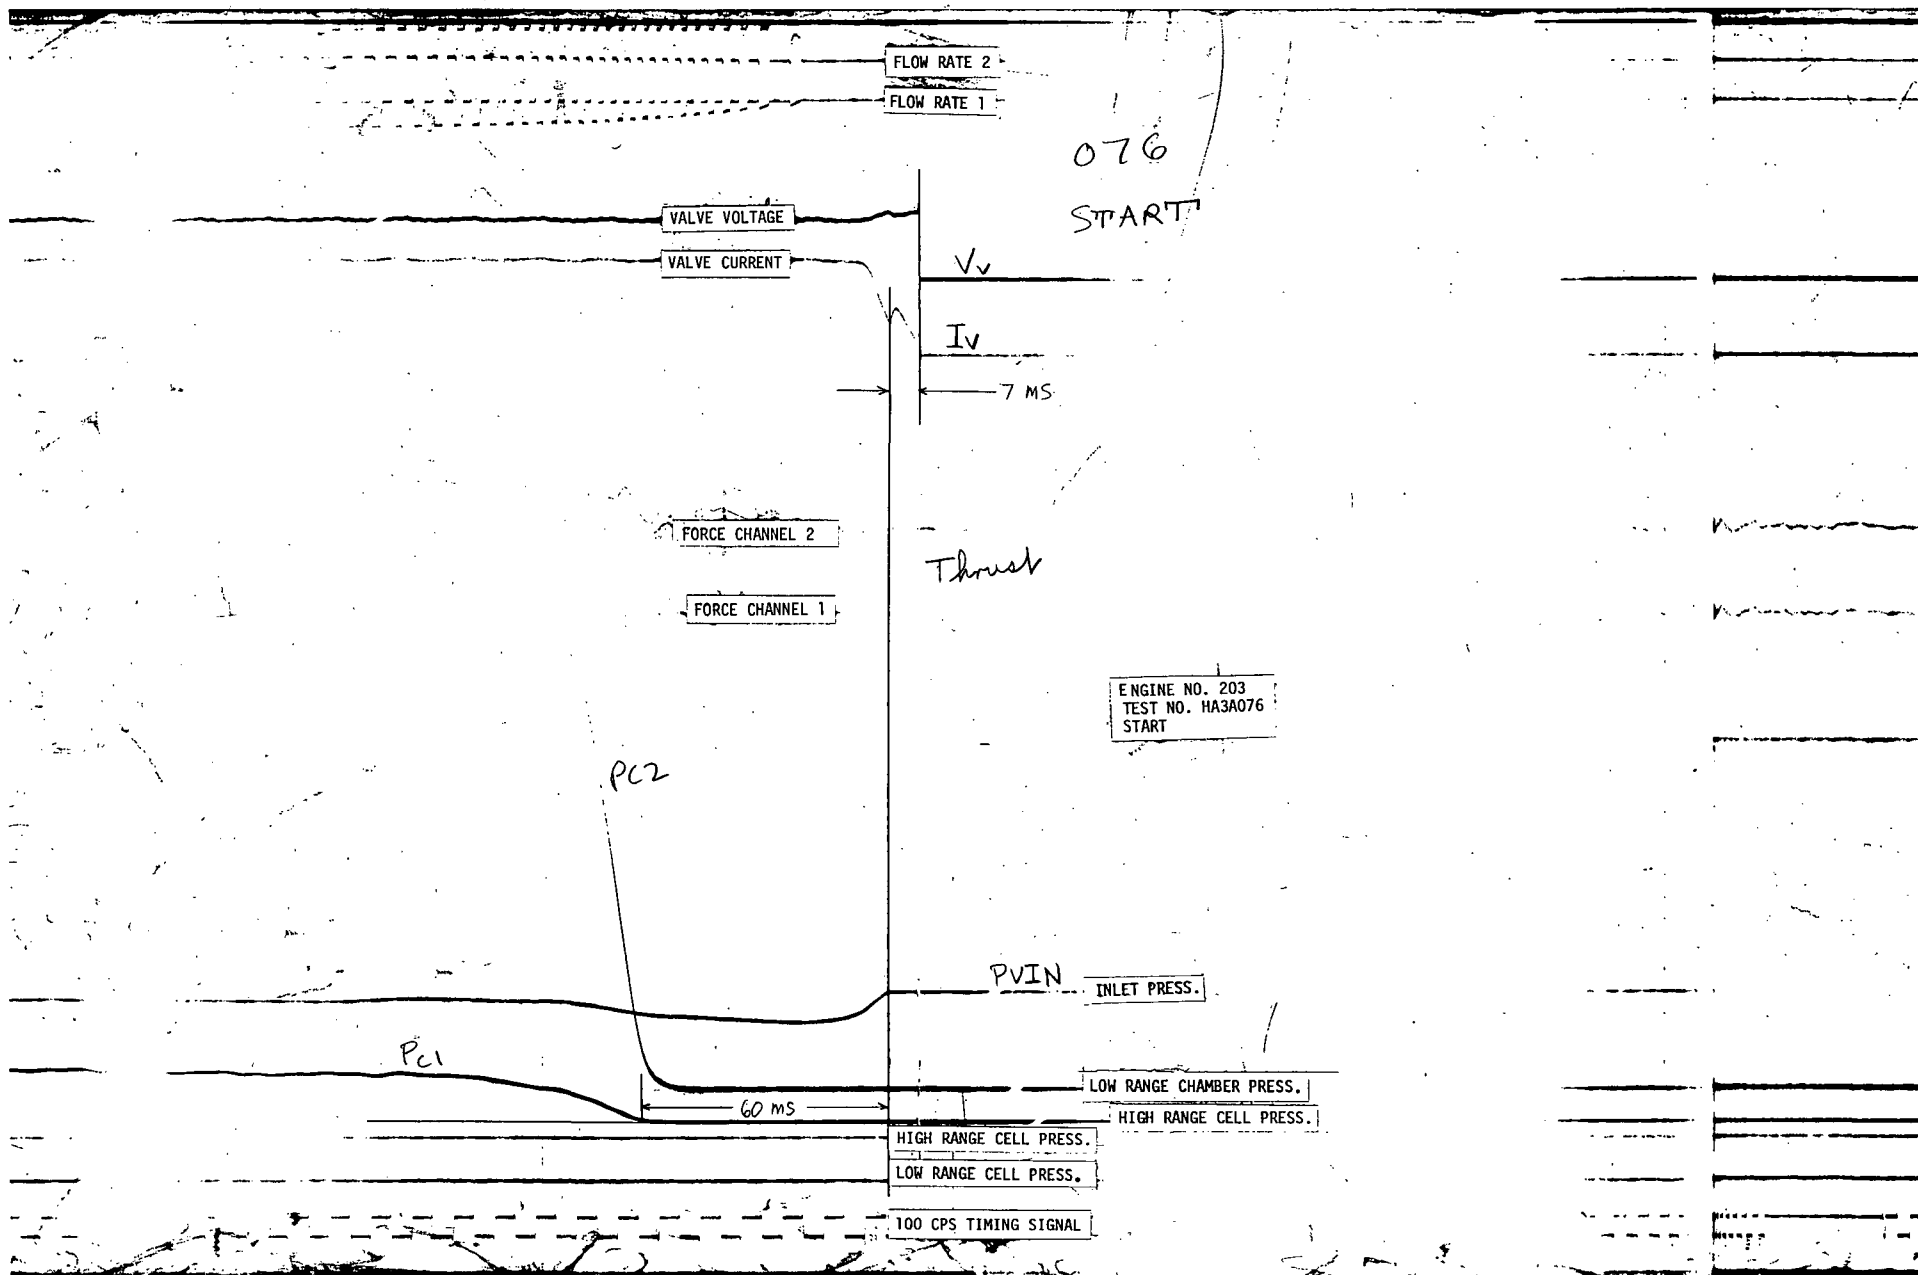 FLOW RATE 2
FLOW RATE 1
076
START
VALVE VOLTAGE
VALVE CURRENT
Vv
Iv
7 MS
FORCE CHANNEL 2
Thrust
FORCE CHANNEL 1
ENGINE NO. 203
TEST NO. HA3A076
START
PC2
PVIN
INLET PRESS.
Pc1
LOW RANGE CHAMBER PRESS.
60 MS
HIGH RANGE CELL PRESS.
HIGH RANGE CELL PRESS.
LOW RANGE CELL PRESS.
100 CPS TIMING SIGNAL